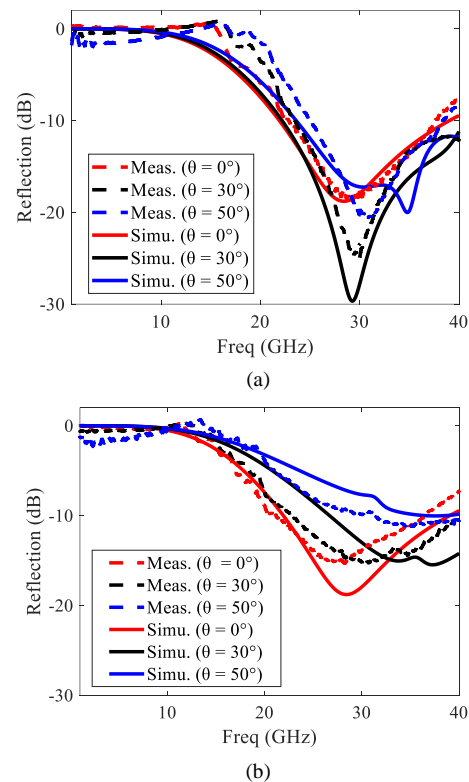 0
-10
-20
-30
Reflection (dB)
Meas. (θ = 0°)
Meas. (θ = 30°)
Meas. (θ = 50°)
Simu. (θ = 0°)
Simu. (θ = 30°)
Simu. (θ = 50°)
10 20 30 40
Freq (GHz)
(a)
0
-10
-20
-30
Reflection (dB)
Meas. (θ = 0°)
Meas. (θ = 30°)
Meas. (θ = 50°)
Simu. (θ = 0°)
Simu. (θ = 30°)
Simu. (θ = 50°)
10 20 30 40
Freq (GHz)
(b)